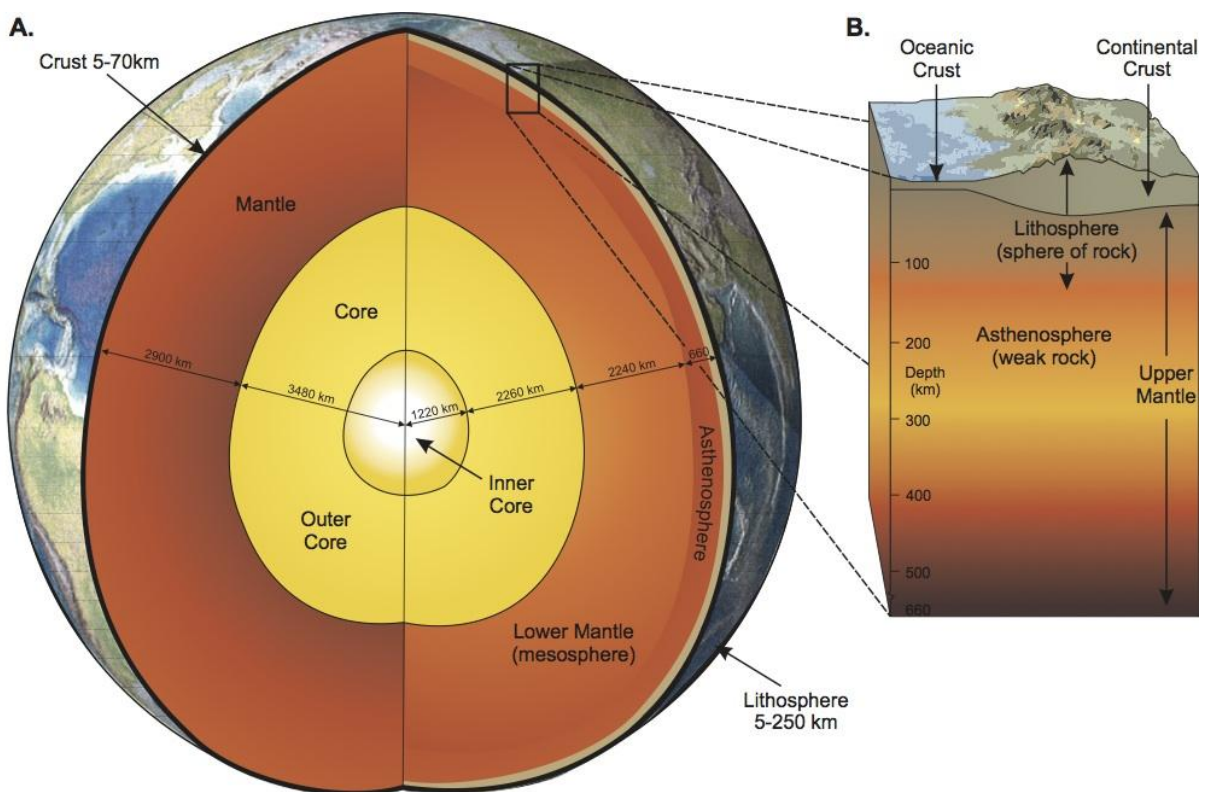 A.
Crust 5-70km
Mantle
Core
2900 km
3480 km
1220 km
2260 km
2240 km
660
Inner
Core
Outer
Core
Asthenosphere
Lower Mantle
(mesosphere)
Lithosphere
5-250 km
B.
Oceanic
Crust
Continental
Crust
Lithosphere
(sphere of rock)
Asthenosphere
(weak rock)
Upper
Mantle
100
200
Depth
(km)
300
400
500
660